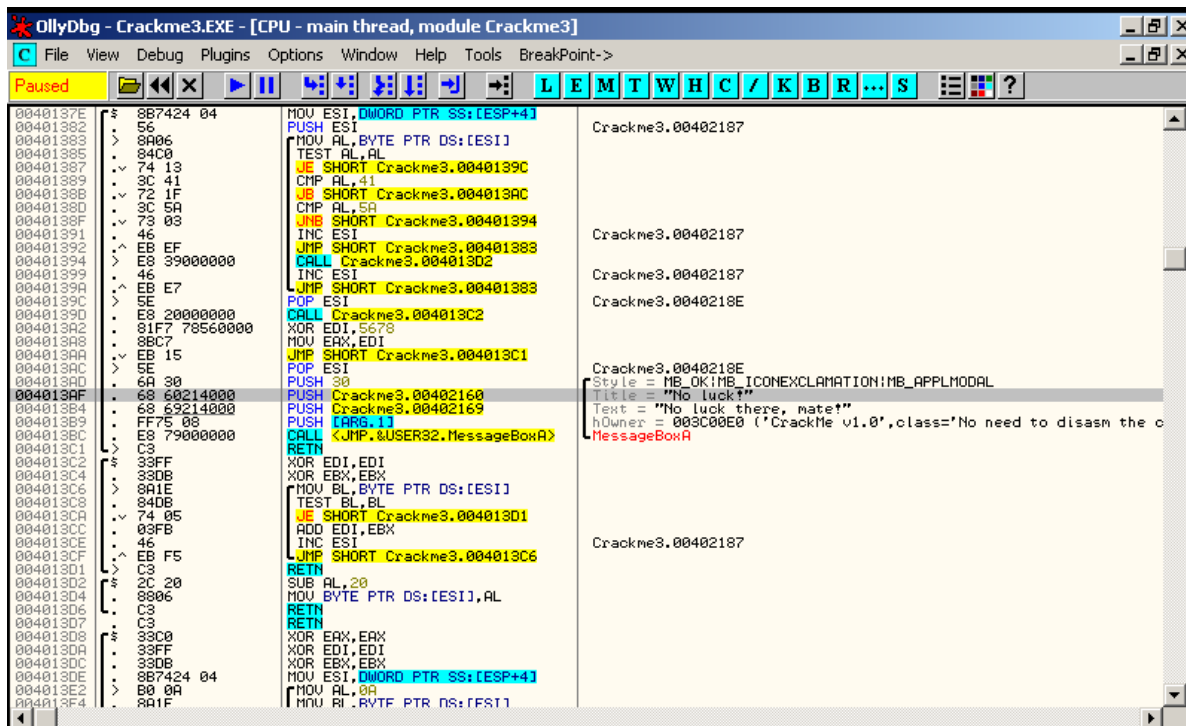 OllyDbg - Crackme3.EXE - [CPU - main thread, module Crackme3]
C File View Debug Plugins Options Window Help Tools BreakPoint->
Paused L E M T W H C / K B R ... S ?
0040137E $ 8B7424 04 MOV ESI,DWORD PTR SS:[ESP+4]
00401382 . 56 PUSH ESI Crackme3.00402187
00401383 > 8A06 MOV AL,BYTE PTR DS:[ESI]
00401385 . 84C0 TEST AL,AL
00401387 .v 74 13 JE SHORT Crackme3.0040139C
00401389 . 3C 41 CMP AL,41
0040138B .v 72 1F JB SHORT Crackme3.004013AC
0040138D . 3C 5A CMP AL,5A
0040138F .v 73 03 JNB SHORT Crackme3.00401394
00401391 . 46 INC ESI Crackme3.00402187
00401392 .^ EB EF JMP SHORT Crackme3.00401383
00401394 > E8 39000000 CALL Crackme3.004013D2
00401399 . 46 INC ESI Crackme3.00402187
0040139A .^ EB E7 JMP SHORT Crackme3.00401383
0040139C > 5E POP ESI Crackme3.0040218E
0040139D . E8 20000000 CALL Crackme3.004013C2
004013A2 . 81F7 78560000 XOR EDI,5678
004013A8 . 8BC7 MOV EAX,EDI
004013AA .v EB 15 JMP SHORT Crackme3.004013C1
004013AC > 5E POP ESI Crackme3.0040218E
004013AD . 6A 30 PUSH 30 Style = MB_OK|MB_ICONEXCLAMATION|MB_APPLMODAL
004013AF . 68 60214000 PUSH Crackme3.00402160 Title = "No luck!"
004013B4 . 68 69214000 PUSH Crackme3.00402169 Text = "No luck there, mate!"
004013B9 . FF75 08 PUSH [ARG.1] hOwner = 003C00E0 ('CrackMe v1.0',class='No need to disasm the c
004013BC . E8 79000000 CALL <JMP.&USER32.MessageBoxA> MessageBoxA
004013C1 > C3 RETN
004013C2 $ 33FF XOR EDI,EDI
004013C4 . 33DB XOR EBX,EBX
004013C6 > 8A1E MOV BL,BYTE PTR DS:[ESI]
004013C8 . 84DB TEST BL,BL
004013CA .v 74 05 JE SHORT Crackme3.004013D1
004013CC . 03FB ADD EDI,EBX
004013CE . 46 INC ESI Crackme3.00402187
004013CF .^ EB F5 JMP SHORT Crackme3.004013C6
004013D1 > C3 RETN
004013D2 $ 2C 20 SUB AL,20
004013D4 . 8806 MOV BYTE PTR DS:[ESI],AL
004013D6 . C3 RETN
004013D7 . C3 RETN
004013D8 $ 33C0 XOR EAX,EAX
004013DA . 33FF XOR EDI,EDI
004013DC . 33DB XOR EBX,EBX
004013DE . 8B7424 04 MOV ESI,DWORD PTR SS:[ESP+4]
004013E2 > B0 0A MOV AL,0A
004013E4 . 8A1E MOV BL,BYTE PTR DS:[ESI]